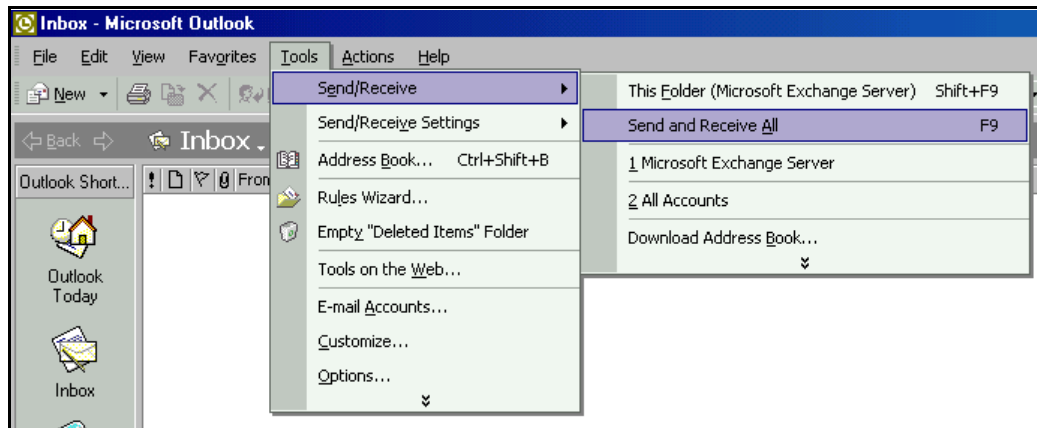 Inbox - Microsoft Outlook
File Edit View Favorites Tools Actions Help
New
Back Inbox
Outlook Short... ! From
Outlook
Today
Inbox
Send/Receive
Send/Receive Settings
Address Book... Ctrl+Shift+B
Rules Wizard...
Empty "Deleted Items" Folder
Tools on the Web...
E-mail Accounts...
Customize...
Options...
This Folder (Microsoft Exchange Server) Shift+F9
Send and Receive All F9
1 Microsoft Exchange Server
2 All Accounts
Download Address Book...